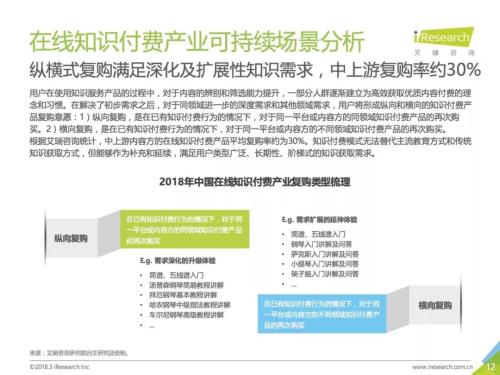 在线知识付费产业可持续场景分析
iResearch
艾瑞咨询
纵横式复购满足深化及扩展性知识需求，中上游复购率约30%
用户在使用知识服务产品的过程中，对于内容的辨别和筛选能力提升，一部分人群逐渐建立为高效获取优质内容付费的理
念和习惯。在解决了初步需求之后，对于同领域进一步的深度需求和其他领域需求，用户将形成纵向和横向的知识付费产
品复购意愿：1）纵向复购，是在已有知识付费行为的情况下，对于同一平台或内容方的同领域知识付费产品的再次购
买。2）横向复购，是在已有知识付费行为的情况下，对于同一平台或内容方的不同领域知识付费产品的再次购买。
根据艾瑞咨询统计，中上游内容方的在线知识付费产品平均复购率约为30%。知识付费模式无法替代主流教育方式和传统
知识获取方式，但能够作为补充和延续，满足用户类型广泛、长期性、阶梯式的知识获取需求。
2018年中国在线知识付费产业复购类型梳理
纵向复购
在已有知识付费行为的情况下，对于同
一平台或内容方的同领域知识付费产品
的再次购买
E.g. 需求深化的升级体验
• 简谱、五线谱入门
• 汤普森钢琴简易教程讲解
• 拜厄钢琴基本教程讲解
• 哈农钢琴中级指法教程讲解
• 车尔尼钢琴高级教程讲解
• ...
E.g. 需求扩展的延伸体验
• 简谱、五线谱入门
• 钢琴入门讲解及问答
• 萨克斯入门讲解及问答
• 小提琴入门讲解及问答
• 架子鼓入门讲解及问答
• ...
在已有知识付费行为的情况下，对于同
一平台或内容方的不同领域知识付费产品
的再次购买
横向复购
来源：艾瑞咨询研究院自主研究及绘制。
©2018.3 iResearch Inc
www.iresearch.com.cn
12